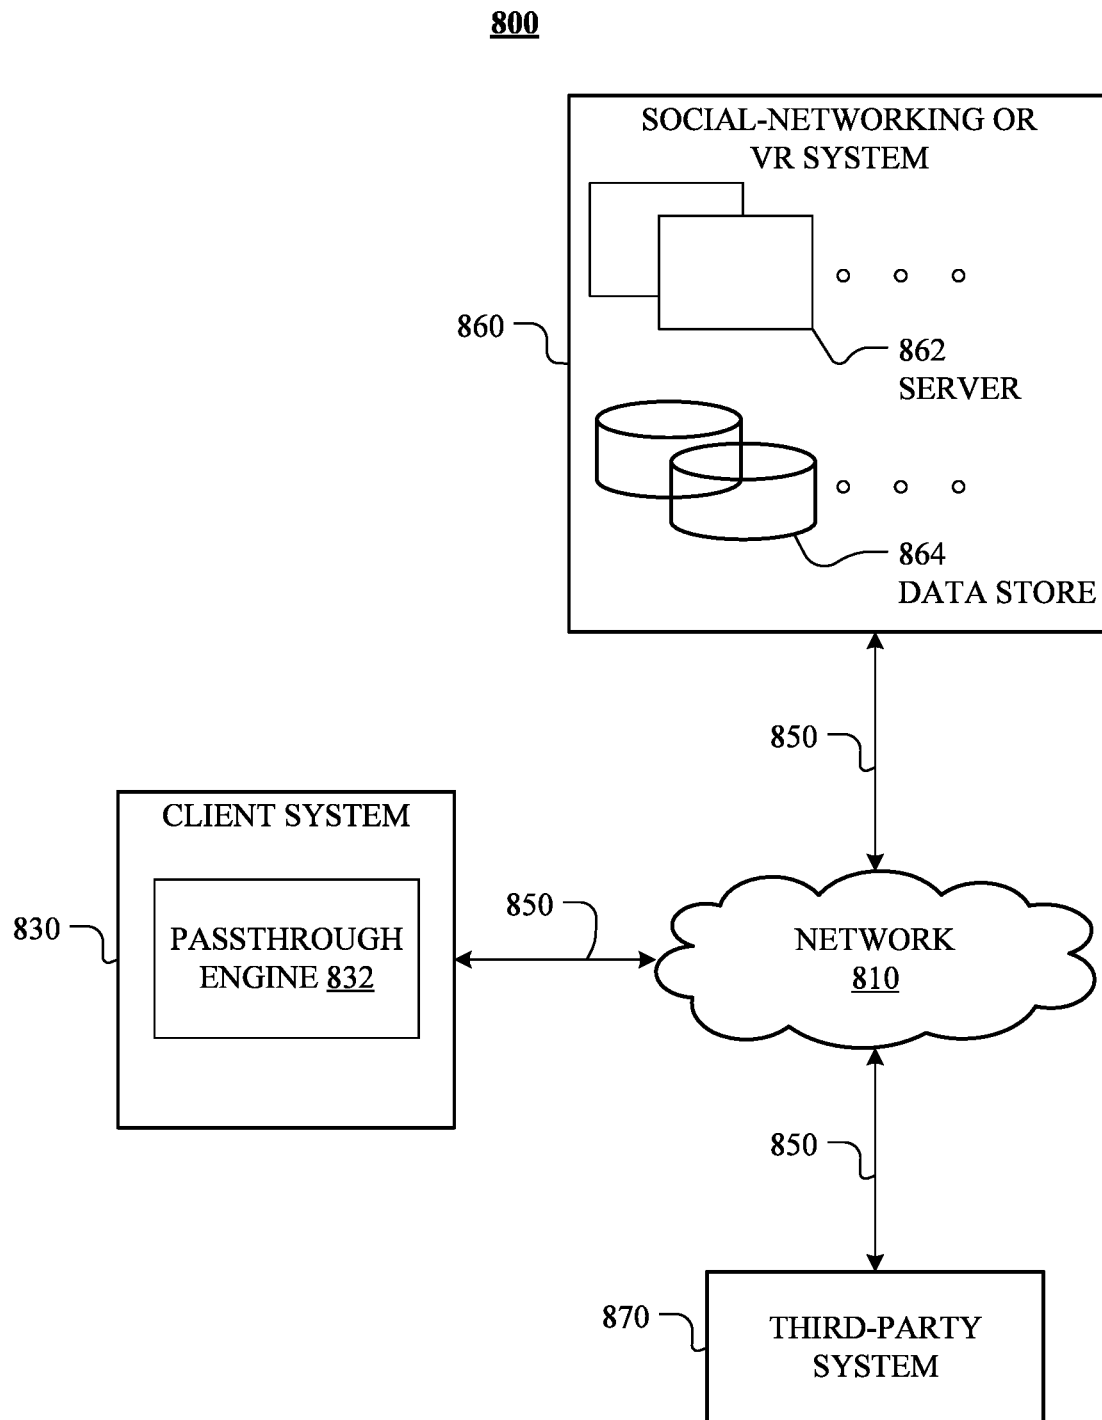 800
SOCIAL-NETWORKING OR
VR SYSTEM
860
862
SERVER
864
DATA STORE
850
CLIENT SYSTEM
830
PASSTHROUGH
ENGINE 832
850
NETWORK
810
850
870
THIRD-PARTY
SYSTEM